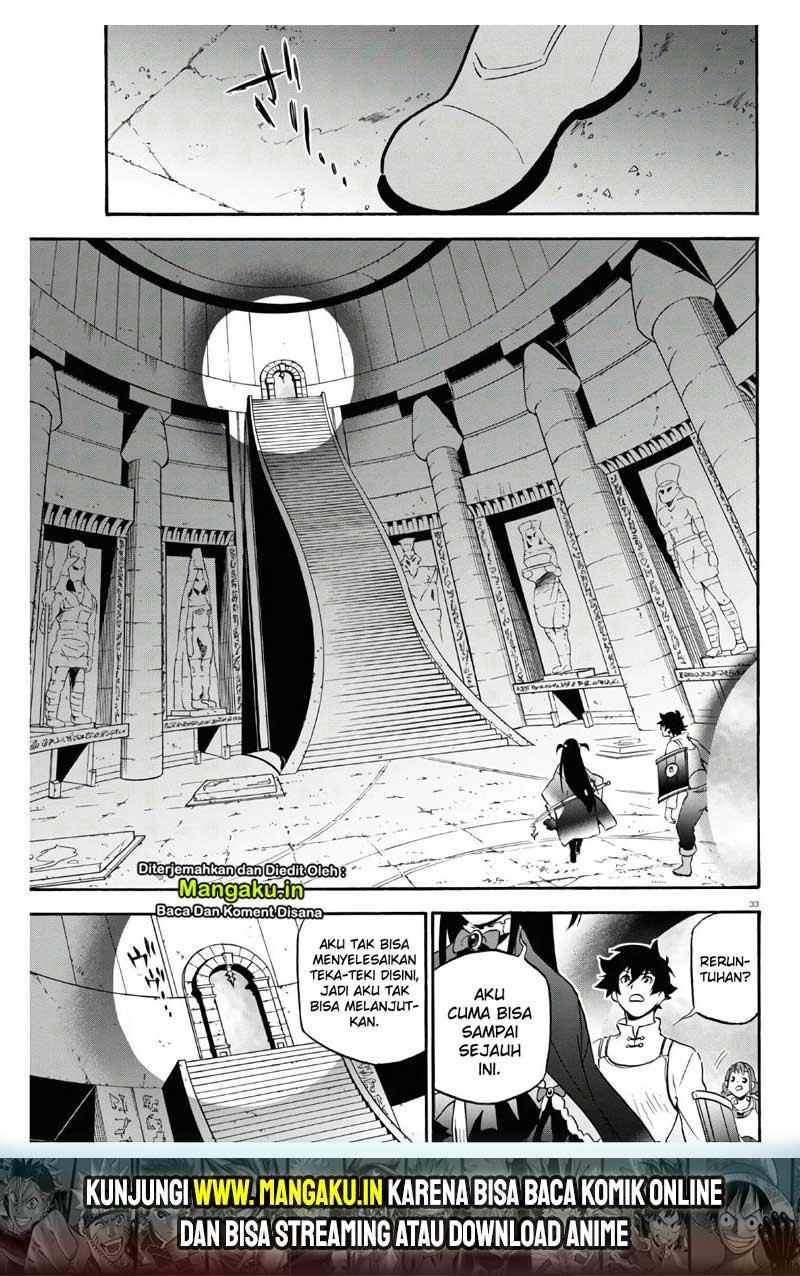 Diterjemahkan dan Diedit Oleh :
Mangaku.in
Baca Dan Koment Disana
33
RERUN-
TUHAN?
AKU
CUMA BISA
SAMPAI
SEJAUH
INI.
AKU TAK BISA
MENYELESAIKAN
TEKA-TEKI DISINI,
JADI AKU TAK
BISA MELANJUT-
KAN.
KUNJUNGI WWW. MANGAKU.IN KARENA BISA BACA KOMIK ONLINE
DAN BISA STREAMING ATAU DOWNLOAD ANIME